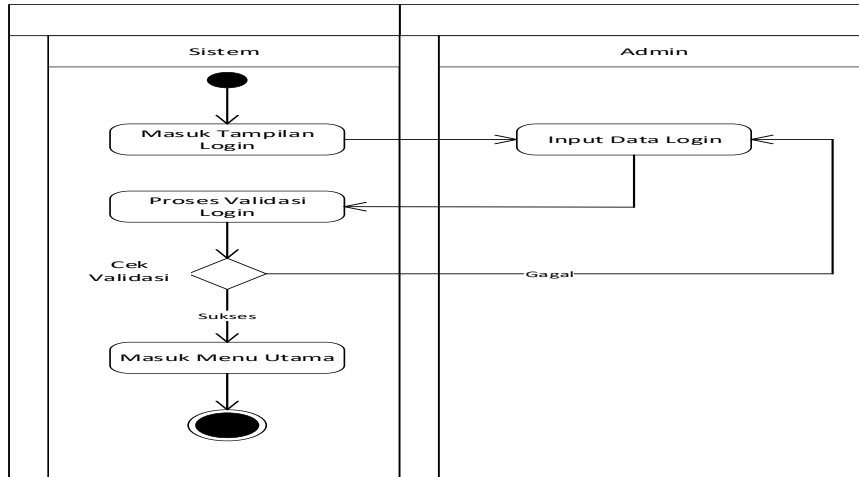 Sistem
Admin
Masuk Tampilan
Login
Input Data Login
Proses Validasi
Login
Cek
Validasi
Gagal
Sukses
Masuk Menu Utama